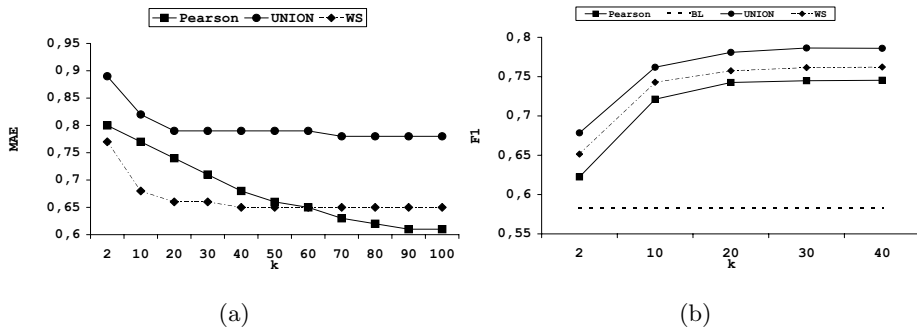 Pearson UNION WS
0,95
0,9
0,85
0,8
0,75
0,7
0,65
0,6
MAE
2 10 20 30 40 50 60 70 80 90 100
k
(a)
Pearson BL UNION WS
0,8
0,75
0,7
0,65
0,6
0,55
F1
2 10 20 30 40
k
(b)